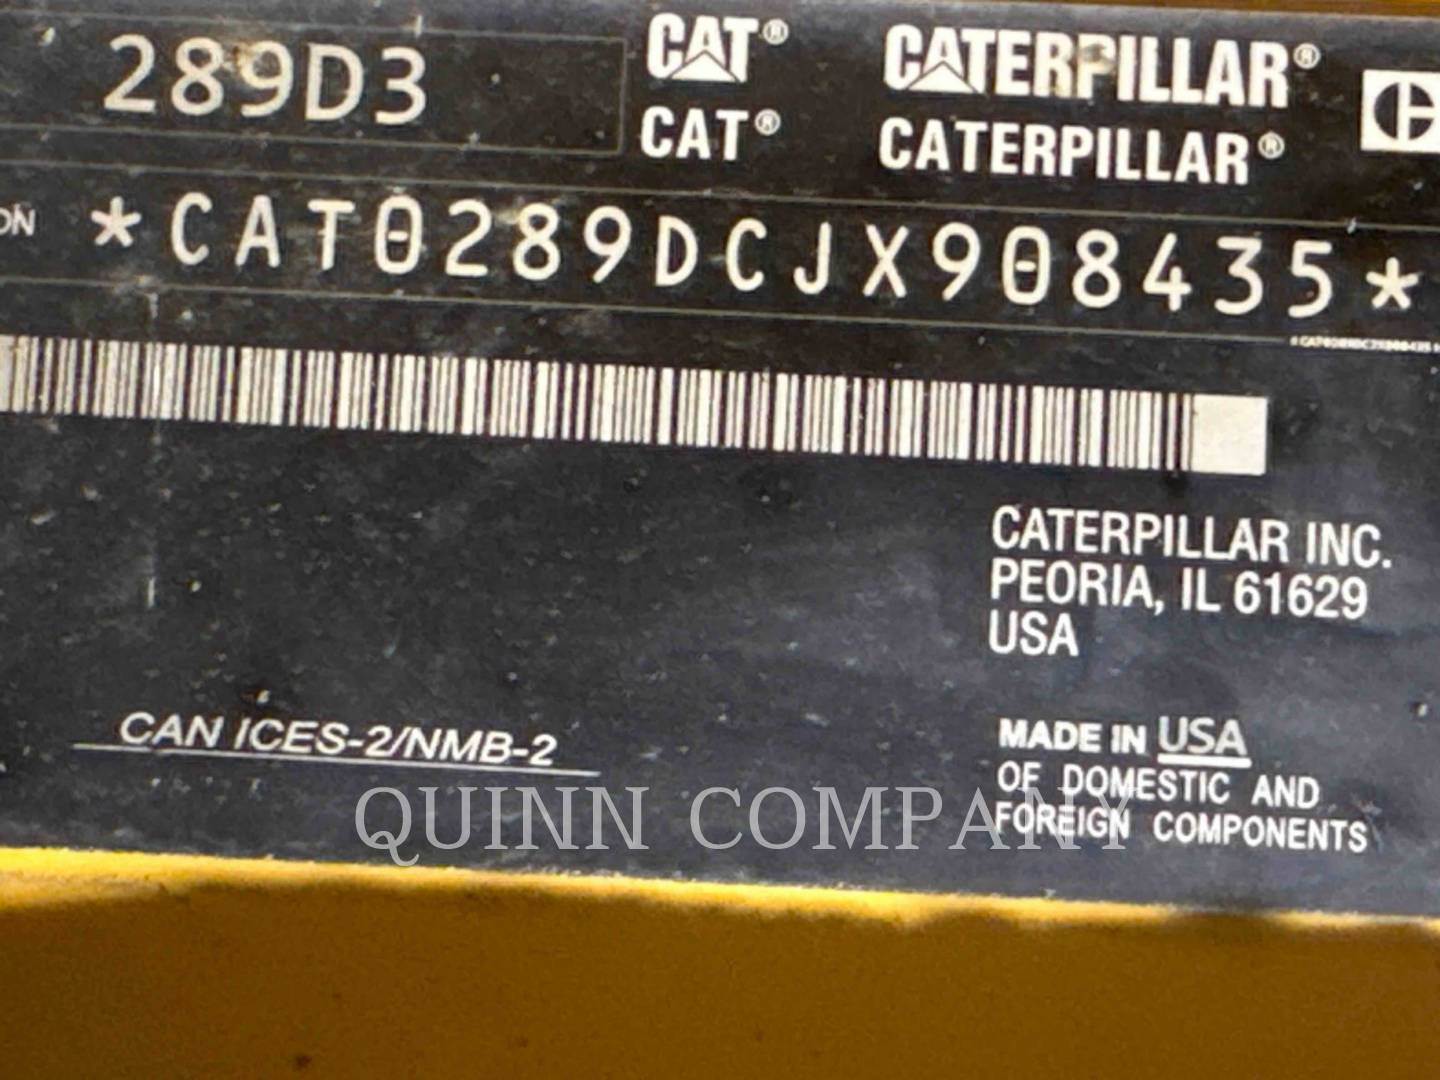 289D3
CAT® CATERPILLAR®
CAT® CATERPILLAR®
*CAT0289DCJX908435*
CATERPILLAR INC.
PEORIA, IL 61629
USA
CAN ICES-2/NMB-2
MADE IN USA
OF DOMESTIC AND
FOREIGN COMPONENTS
QUINN COMPANY